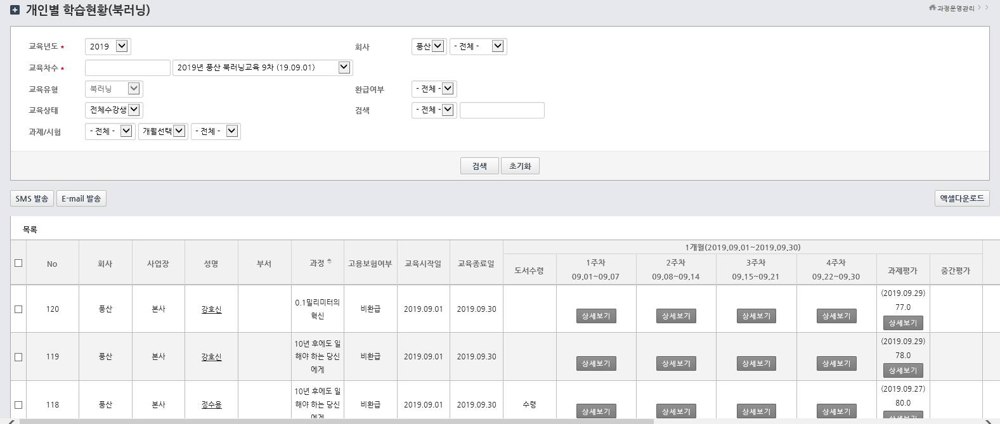 개인별 학습현황(북러닝)
과정운영관리 > >
교육년도 * 2019 회사 풍산 - 전체 -
교육차수 * 2019년 풍산 북러닝교육 9차 (19.09.01)
교육유형 북러닝 환급여부 - 전체 -
교육상태 전체수강생 검색 - 전체 -
과제/시험 - 전체 - 개월선택 - 전체 -
검색 초기화
SMS 발송 E-mail 발송 엑셀다운로드
목록
1개월(2019.09.01~2019.09.30)
No 회사 사업장 성명 부서 과정 고용보험여부 교육시작일 교육종료일 도서수령 1주차 2주차 3주차 4주차 과제평가 중간평가
09.01~09.07 09.08~09.14 09.15~09.21 09.22~09.30
120 풍산 본사 강호신 0.1밀리미터의 비환급 2019.09.01 2019.09.30 (2019.09.29)
혁신 77.0
상세보기 상세보기 상세보기 상세보기 상세보기
119 풍산 본사 강호신 10년 후에도 일 비환급 2019.09.01 2019.09.30 (2019.09.29)
해야 하는 당신 78.0
에게 상세보기 상세보기 상세보기 상세보기 상세보기
118 풍산 본사 정수용 10년 후에도 일 비환급 2019.09.01 2019.09.30 수령 (2019.09.27)
해야 하는 당신 80.0
에게 상세보기 상세보기 상세보기 상세보기 상세보기